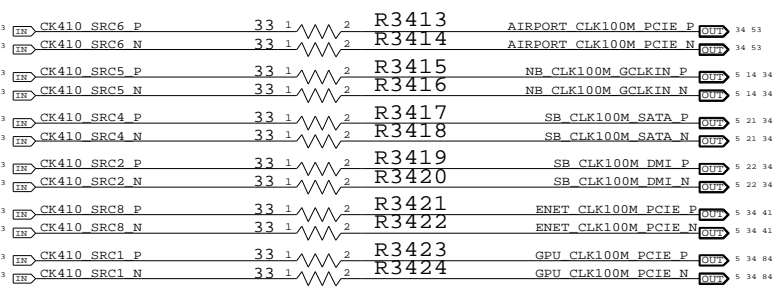 3 IN CK410_SRC6_P 33 1 2 R3413 AIRPORT_CLK100M_PCIE_P OUT 34 53
3 IN CK410_SRC6_N 33 1 2 R3414 AIRPORT_CLK100M_PCIE_N OUT 34 53
3 IN CK410_SRC5_P 33 1 2 R3415 NB_CLK100M_GCLKIN_P OUT 5 14 34
3 IN CK410_SRC5_N 33 1 2 R3416 NB_CLK100M_GCLKIN_N OUT 5 14 34
3 IN CK410_SRC4_P 33 1 2 R3417 SB_CLK100M_SATA_P OUT 5 21 34
3 IN CK410_SRC4_N 33 1 2 R3418 SB_CLK100M_SATA_N OUT 5 21 34
3 IN CK410_SRC2_P 33 1 2 R3419 SB_CLK100M_DMI_P OUT 5 22 34
3 IN CK410_SRC2_N 33 1 2 R3420 SB_CLK100M_DMI_N OUT 5 22 34
3 IN CK410_SRC8_P 33 1 2 R3421 ENET_CLK100M_PCIE_P OUT 5 34 41
3 IN CK410_SRC8_N 33 1 2 R3422 ENET_CLK100M_PCIE_N OUT 5 34 41
3 IN CK410_SRC1_P 33 1 2 R3423 GPU_CLK100M_PCIE_P OUT 5 34 84
3 IN CK410_SRC1_N 33 1 2 R3424 GPU_CLK100M_PCIE_N OUT 5 34 84